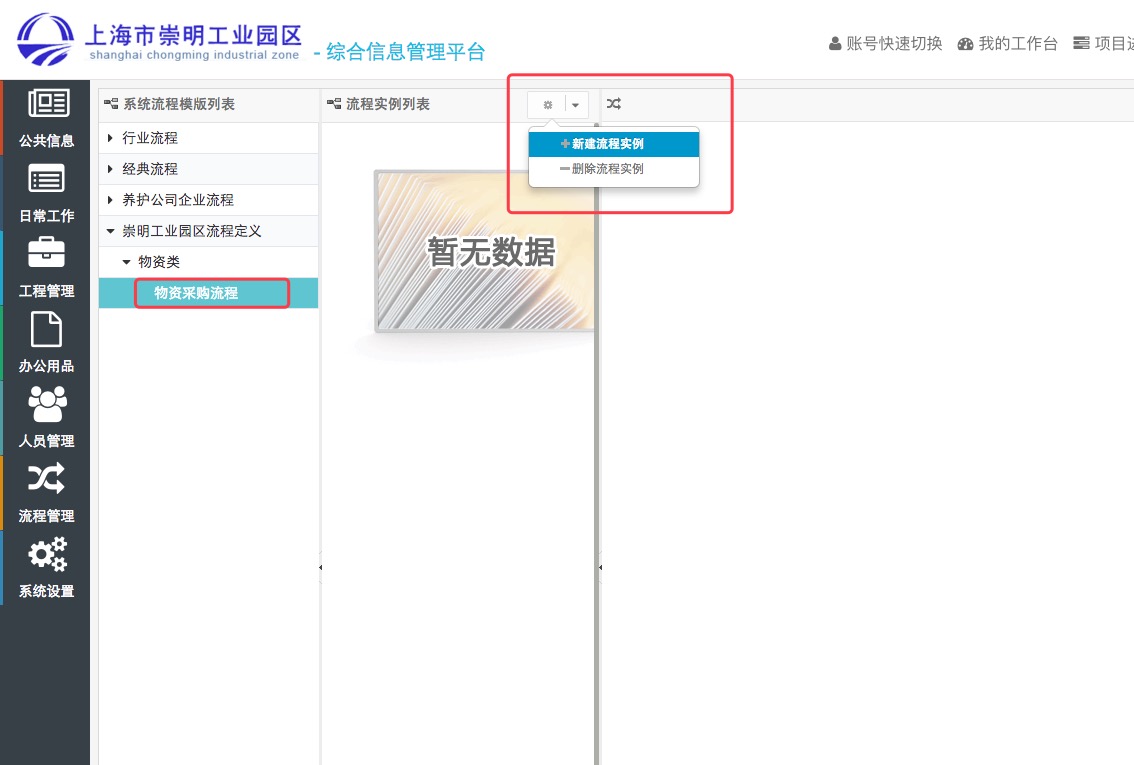 上海市崇明工业园区
shanghai chongming industrial zone
- 综合信息管理平台
账号快速切换
我的工作台
公共信息
日常工作
工程管理
办公用品
人员管理
流程管理
系统设置
系统流程模版列表
行业流程
经典流程
养护公司企业流程
崇明工业园区流程定义
物资类
物资采购流程
流程实例列表
新建流程实例
删除流程实例
暂无数据